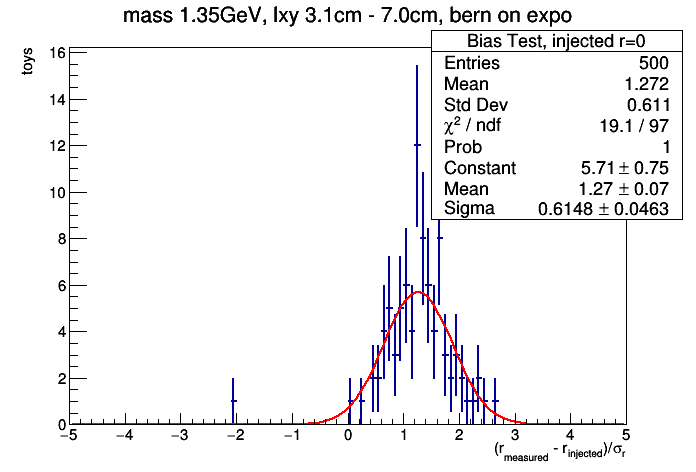 mass 1.35GeV, lxy 3.1cm - 7.0cm, bern on expo
Bias Test, injected r=0
Entries 500
Mean 1.272
Std Dev 0.611
χ² / ndf 19.1 / 97
Prob 1
Constant 5.71 ± 0.75
Mean 1.27 ± 0.07
Sigma 0.6148 ± 0.0463
toys
16
14
12
10
8
6
4
2
0
−5 −4 −3 −2 −1 0 1 2 3 4 5
(r measured - r injected)/σr